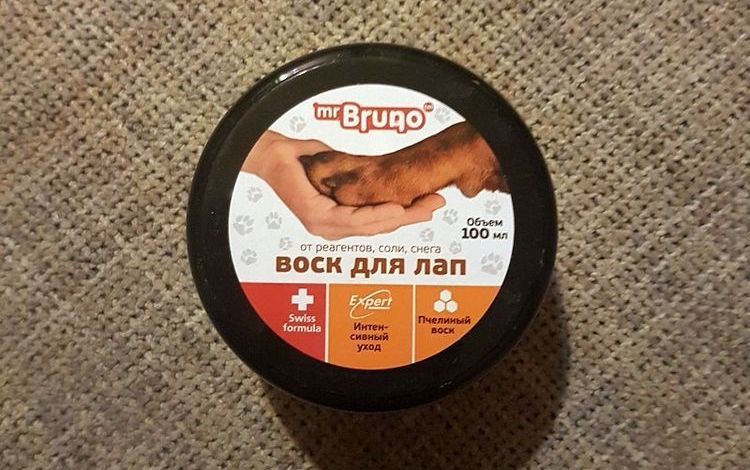 mr Bruno
Объем
100 мл
от реагентов, соли, снега
воск для лап
Swiss
formula
Expert
Интен-
сивный
уход
Пчелиный
воск